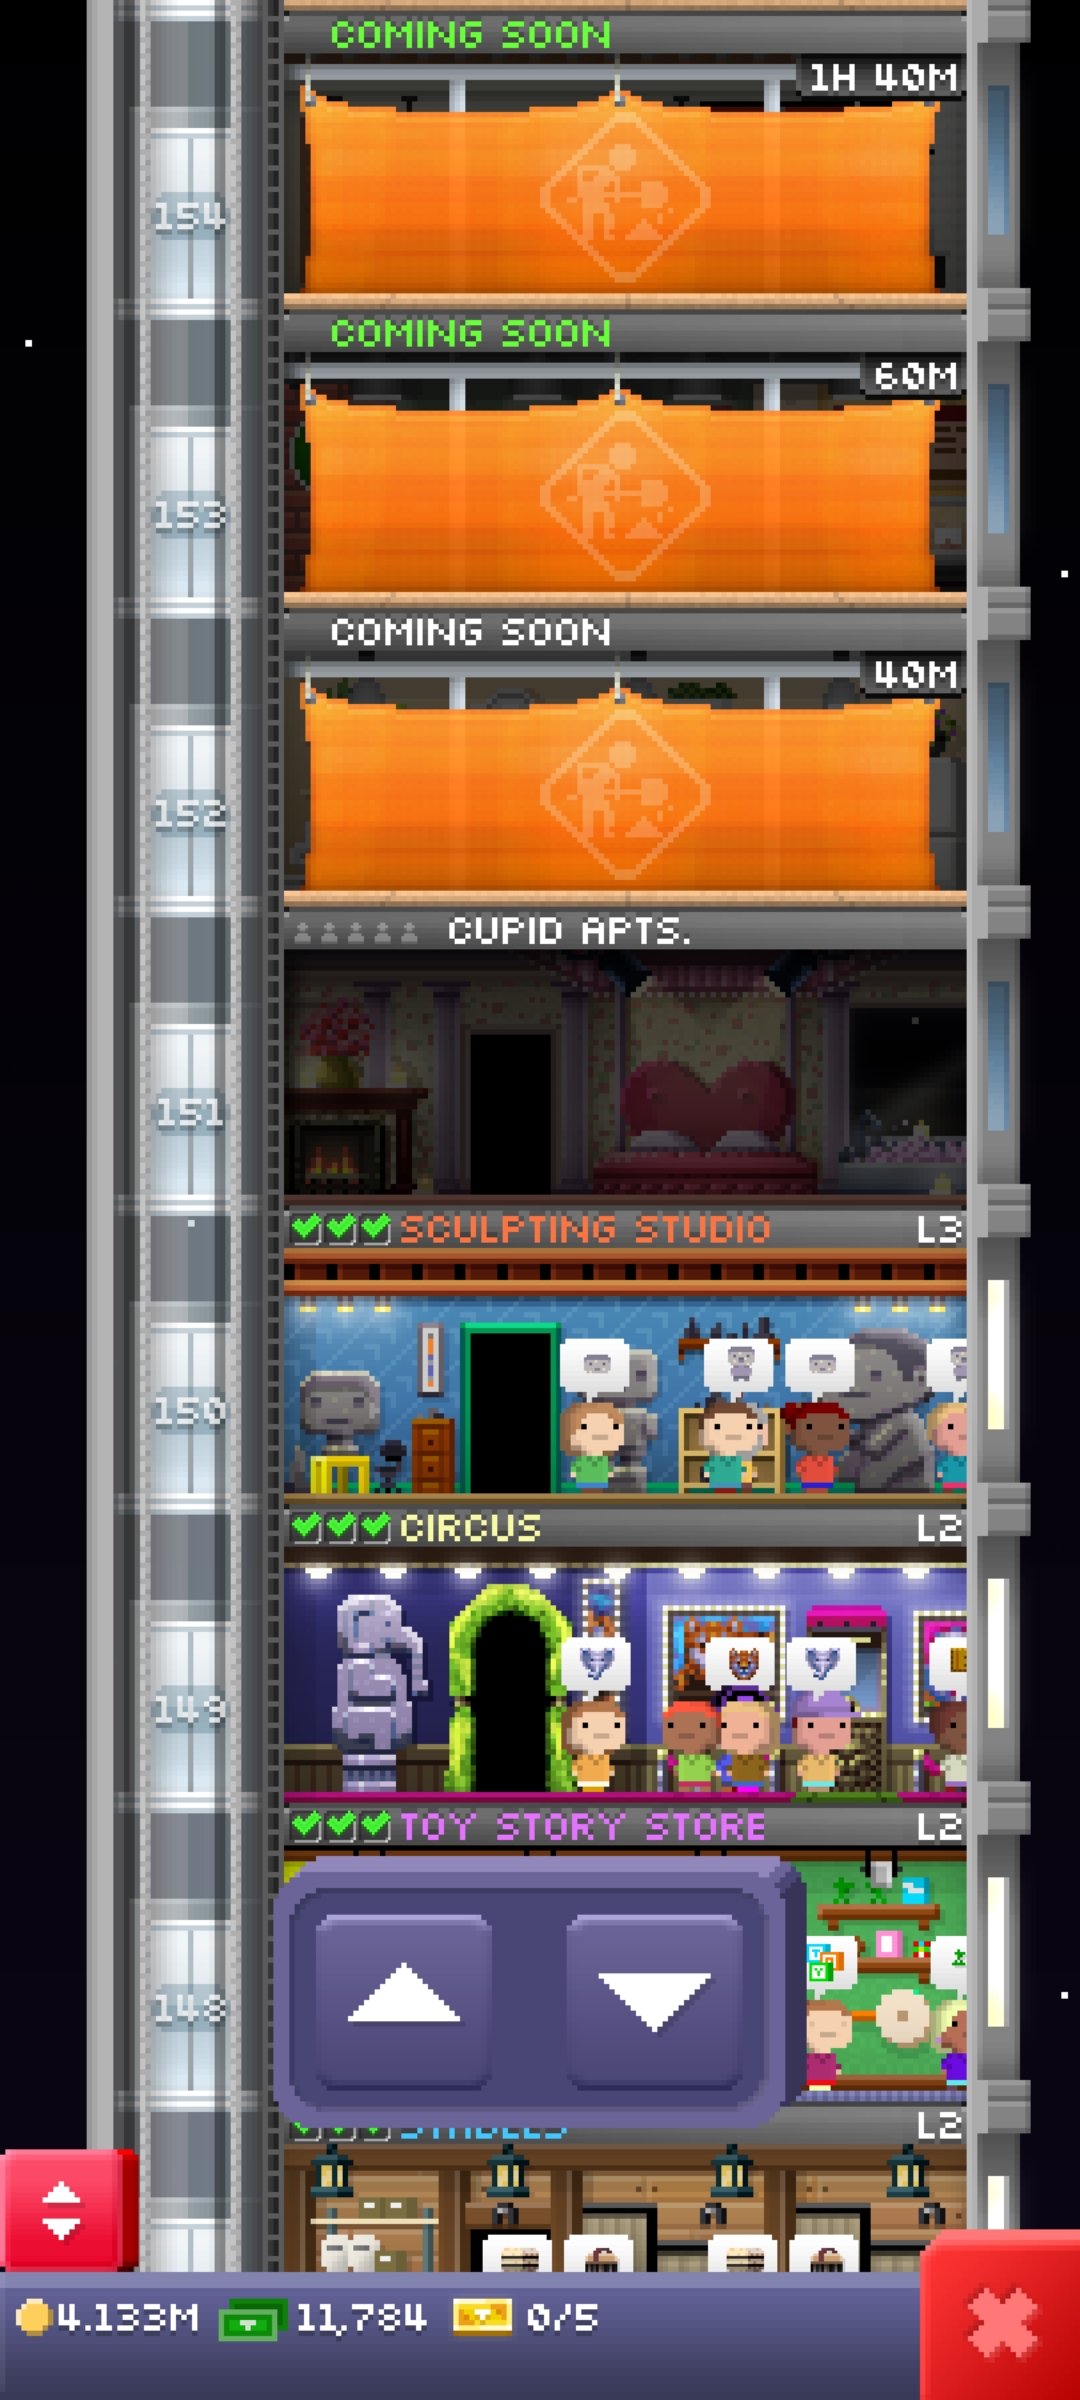 COMING SOON
1H 40M
154
COMING SOON
60M
153
COMING SOON
40M
152
CUPID APTS.
151
SCULPTING STUDIO L3
150
CIRCUS L2
149
TOY STORY STORE L2
148
STABLES L2
4.133M 11,784 0/5